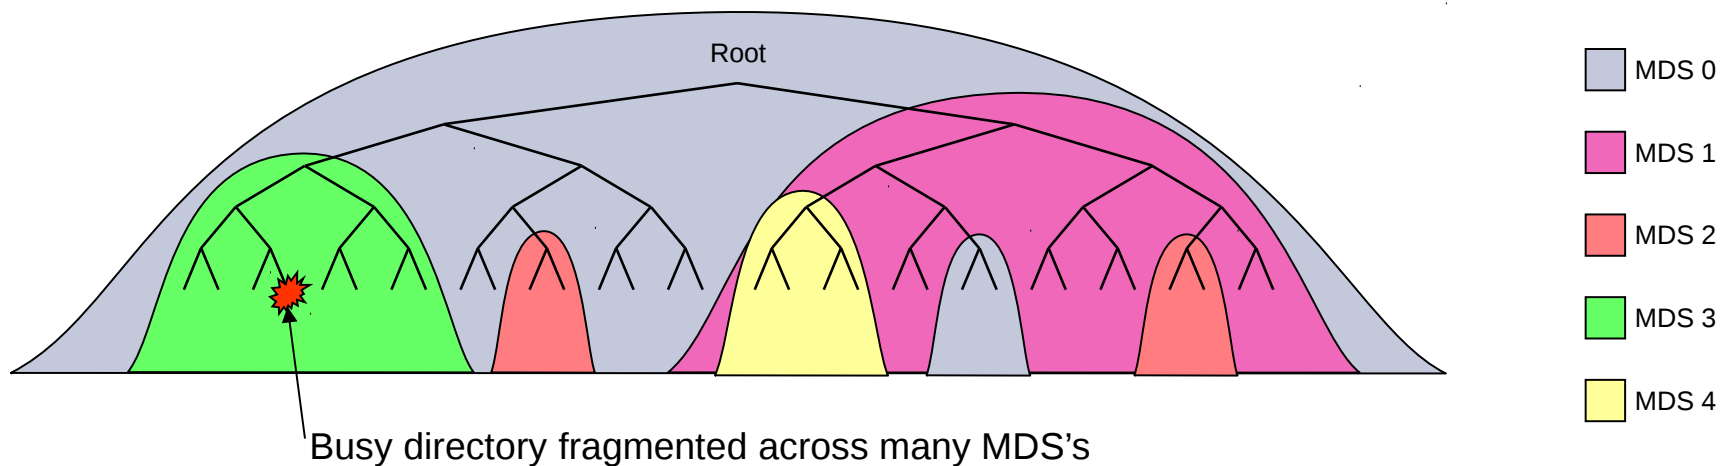 Root
MDS 0
MDS 1
MDS 2
MDS 3
MDS 4
Busy directory fragmented across many MDS’s